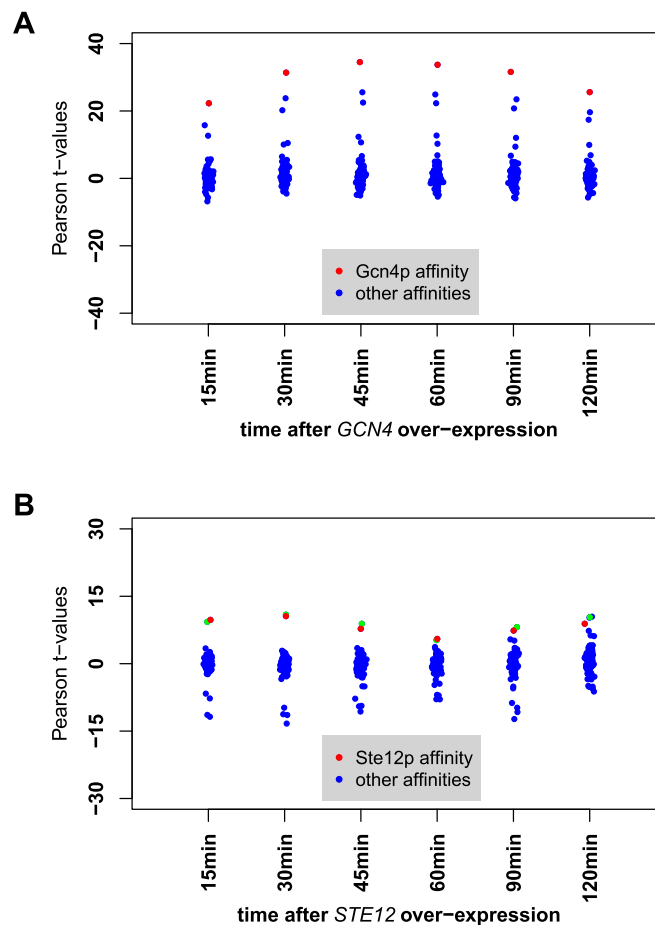 A
Pearson t−values
40
20
0
−20
−40
Gcn4p affinity
other affinities
15min
30min
45min
60min
90min
120min
time after GCN4 over−expression
B
Pearson t−values
30
15
0
−15
−30
Ste12p affinity
other affinities
15min
30min
45min
60min
90min
120min
time after STE12 over−expression